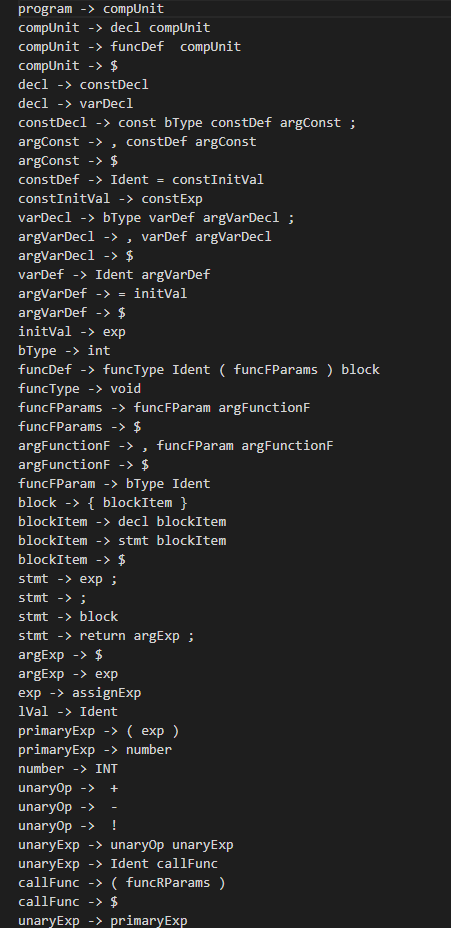 program -> compUnit
compUnit -> decl compUnit
compUnit -> funcDef  compUnit
compUnit -> $
decl -> constDecl
decl -> varDecl
constDecl -> const bType constDef argConst ;
argConst -> , constDef argConst
argConst -> $
constDef -> Ident = constInitVal
constInitVal -> constExp
varDecl -> bType varDef argVarDecl ;
argVarDecl -> , varDef argVarDecl
argVarDecl -> $
varDef -> Ident argVarDef
argVarDef -> = initVal
argVarDef -> $
initVal -> exp
bType -> int
funcDef -> funcType Ident ( funcFParams ) block
funcType -> void
funcFParams -> funcFParam argFunctionF
funcFParams -> $
argFunctionF -> , funcFParam argFunctionF
argFunctionF -> $
funcFParam -> bType Ident
block -> { blockItem }
blockItem -> decl blockItem
blockItem -> stmt blockItem
blockItem -> $
stmt -> exp ;
stmt -> ;
stmt -> block
stmt -> return argExp ;
argExp -> $
argExp -> exp
exp -> assignExp
lVal -> Ident
primaryExp -> ( exp )
primaryExp -> number
number -> INT
unaryOp ->  +
unaryOp ->  -
unaryOp ->  !
unaryExp -> unaryOp unaryExp
unaryExp -> Ident callFunc
callFunc -> ( funcRParams )
callFunc -> $
unaryExp -> primaryExp